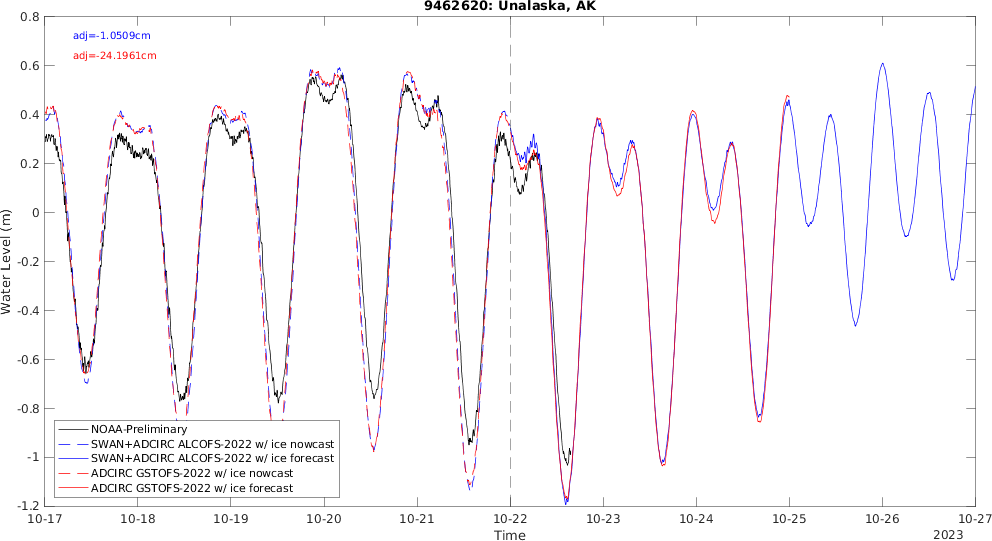 9462620: Unalaska, AK
adj=-1.0509cm
adj=-24.1961cm
Water Level (m)
0.8
0.6
0.4
0.2
0
-0.2
-0.4
-0.6
-0.8
-1
-1.2
NOAA-Preliminary
SWAN+ADCIRC ALCOFS-2022 w/ ice nowcast
SWAN+ADCIRC ALCOFS-2022 w/ ice forecast
ADCIRC GSTOFS-2022 w/ ice nowcast
ADCIRC GSTOFS-2022 w/ ice forecast
10-17 10-18 10-19 10-20 10-21 10-22 10-23 10-24 10-25 10-26 10-27
Time
2023